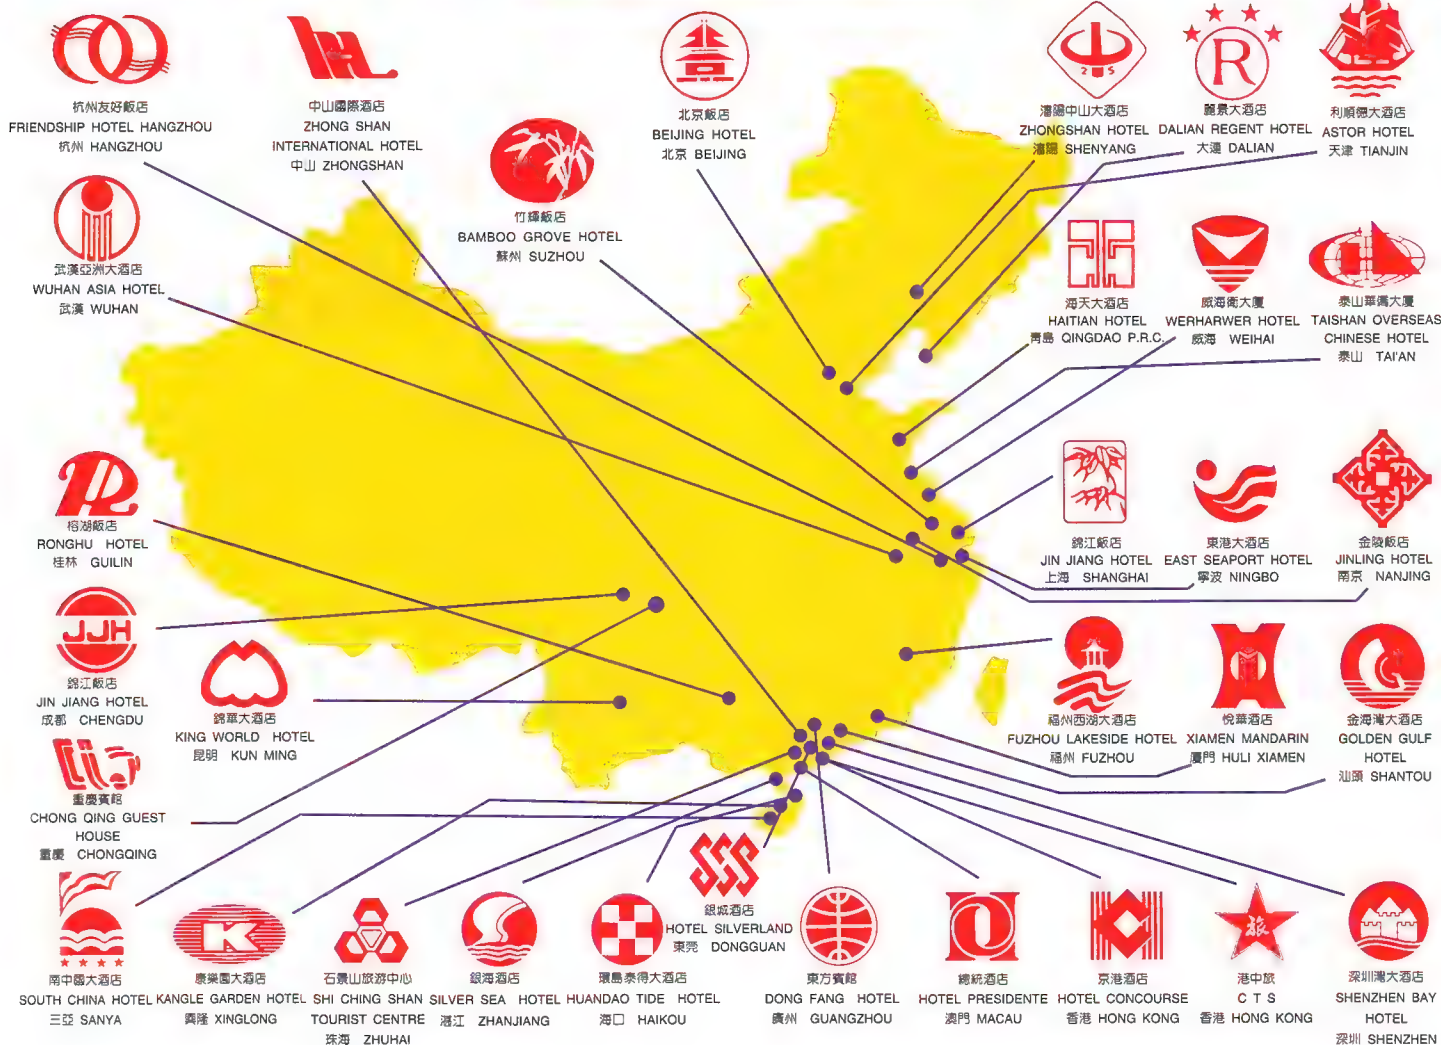 杭州友好飯店
FRIENDSHIP HOTEL HANGZHOU
杭州 HANGZHOU
中山國際酒店
ZHONG SHAN
INTERNATIONAL HOTEL
中山 ZHONGSHAN
北京飯店
BEIJING HOTEL
北京 BEIJING
2 S
瀋陽中山大酒店
ZHONGSHAN HOTEL
瀋陽 SHENYANG
R
麗景大酒店
DALIAN REGENT HOTEL
大連 DALIAN
利順德大酒店
ASTOR HOTEL
天津 TIANJIN
武漢亞洲大酒店
WUHAN ASIA HOTEL
武漢 WUHAN
竹輝飯店
BAMBOO GROVE HOTEL
蘇州 SUZHOU
海天大酒店
HAITIAN HOTEL
青島 QINGDAO P.R.C.
威海衛大廈
WERHARWER HOTEL
威海 WEIHAI
泰山華僑大廈
TAISHAN OVERSEAS
CHINESE HOTEL
泰山 TAI'AN
榕湖飯店
RONGHU HOTEL
桂林 GUILIN
錦江飯店
JIN JIANG HOTEL
上海 SHANGHAI
東港大酒店
EAST SEAPORT HOTEL
寧波 NINGBO
金陵飯店
JINLING HOTEL
南京 NANJING
JJH
錦江飯店
JIN JIANG HOTEL
成都 CHENGDU
錦華大酒店
KING WORLD HOTEL
昆明 KUN MING
福州西湖大酒店
FUZHOU LAKESIDE HOTEL
福州 FUZHOU
悅華酒店
XIAMEN MANDARIN
廈門 HULI XIAMEN
金海灣大酒店
GOLDEN GULF
HOTEL
汕頭 SHANTOU
重慶賓館
CHONG QING GUEST
HOUSE
重慶 CHONGQING
銀城酒店
HOTEL SILVERLAND
東莞 DONGGUAN
南中國大酒店
SOUTH CHINA HOTEL
三亞 SANYA
K
康樂園大酒店
KANGLE GARDEN HOTEL
興隆 XINGLONG
石景山旅游中心
SHI CHING SHAN
TOURIST CENTRE
珠海 ZHUHAI
銀海酒店
SILVER SEA HOTEL
湛江 ZHANJIANG
環島泰得大酒店
HUANDAO TIDE HOTEL
海口 HAIKOU
東方賓館
DONG FANG HOTEL
廣州 GUANGZHOU
總統酒店
HOTEL PRESIDENTE
澳門 MACAU
京港酒店
HOTEL CONCOURSE
香港 HONG KONG
旅
港中旅
C T S
香港 HONG KONG
深圳灣大酒店
SHENZHEN BAY
HOTEL
深圳 SHENZHEN